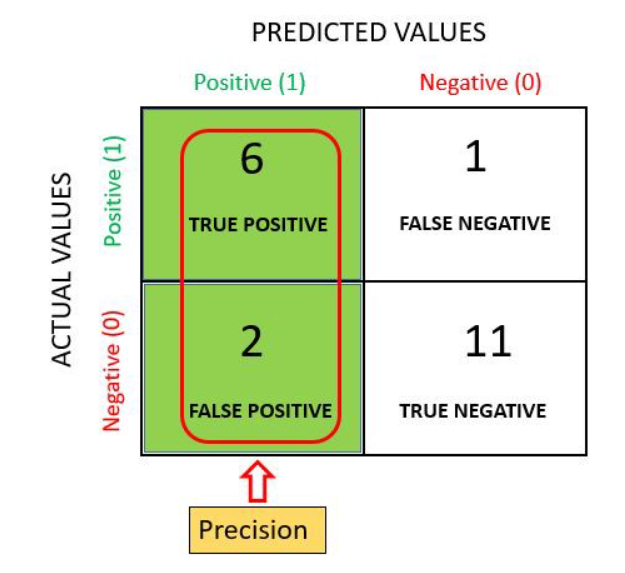 PREDICTED VALUES
Positive (1)
Negative (0)
ACTUAL VALUES
Positive (1)
6
TRUE POSITIVE
1
FALSE NEGATIVE
Negative (0)
2
FALSE POSITIVE
11
TRUE NEGATIVE
Precision